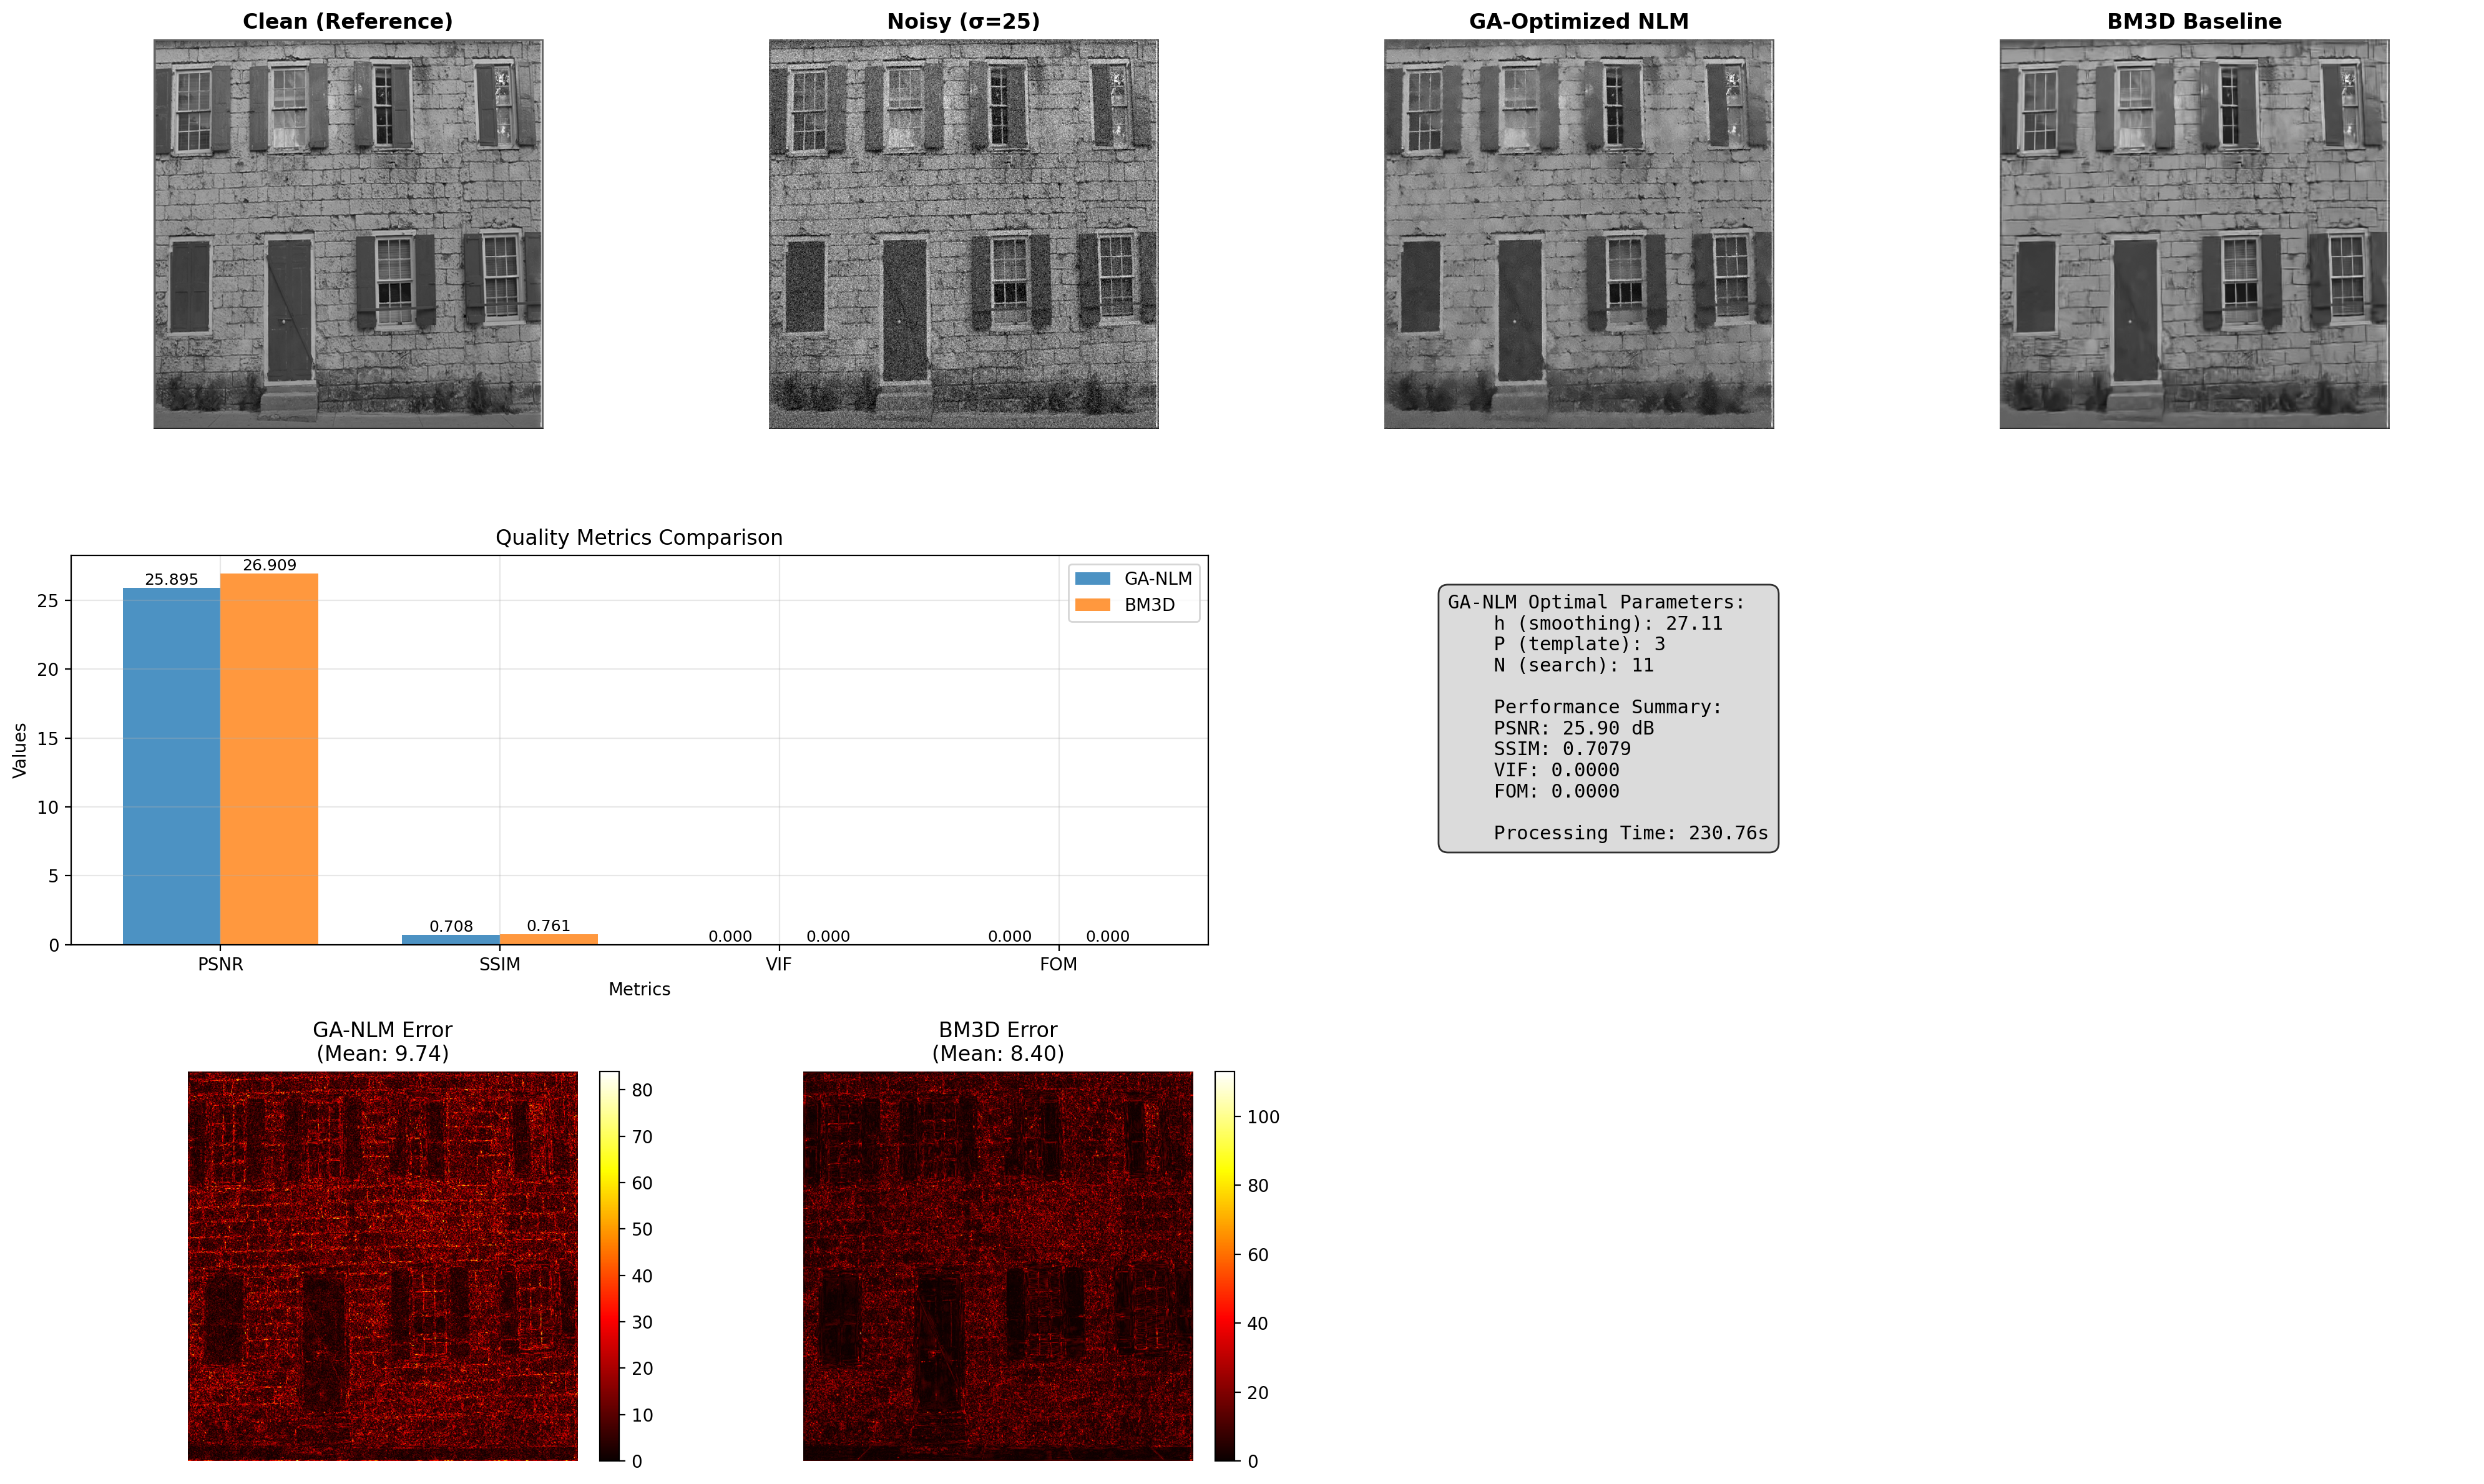 Clean (Reference)
Noisy (σ=25)
GA-Optimized NLM
BM3D Baseline
Quality Metrics Comparison
25.895
26.909
0.708
0.761
0.000
0.000
0.000
0.000
GA-NLM
BM3D
25
20
15
10
5
0
Values
PSNR
SSIM
VIF
FOM
Metrics
GA-NLM Optimal Parameters:
h (smoothing): 27.11
P (template): 3
N (search): 11
Performance Summary:
PSNR: 25.90 dB
SSIM: 0.7079
VIF: 0.0000
FOM: 0.0000
Processing Time: 230.76s
GA-NLM Error
(Mean: 9.74)
80
70
60
50
40
30
20
10
0
BM3D Error
(Mean: 8.40)
100
80
60
40
20
0